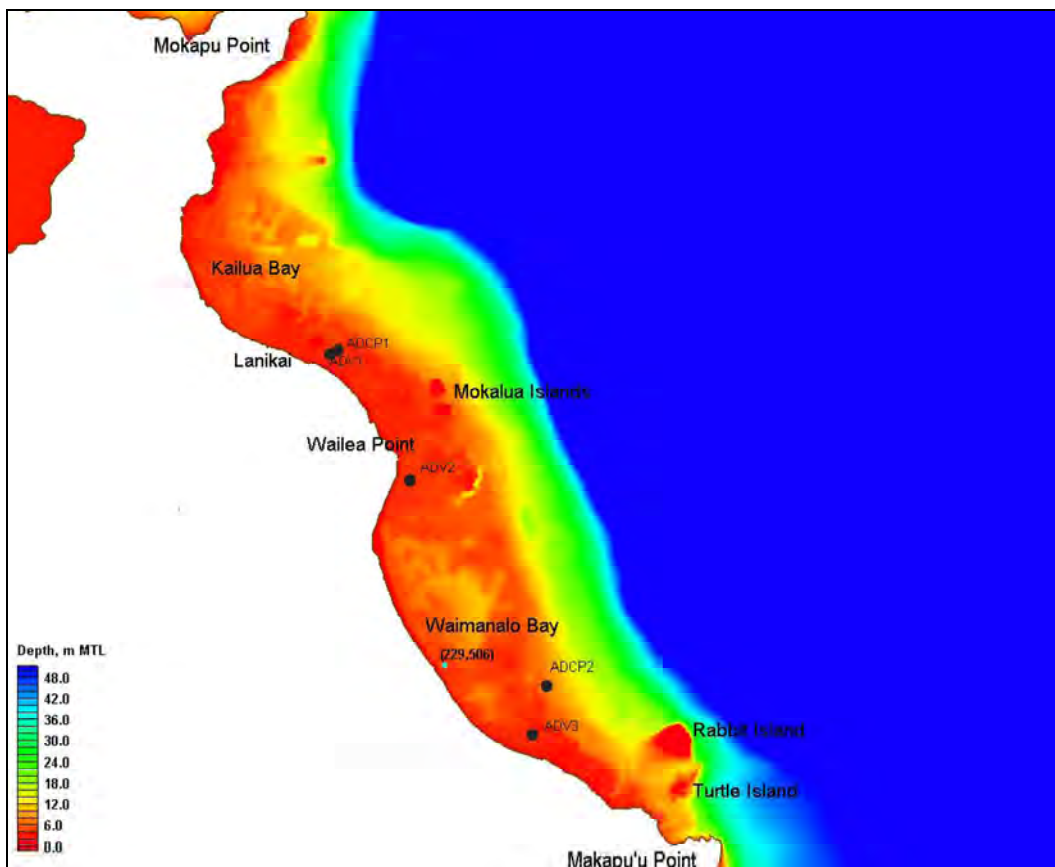 Mokapu Point
Kailua Bay
ADCP1
Lanikai
Mokalua Islands
Wailea Point
ADV2
Waimanalo Bay
(229,506)
ADCP2
Depth, m MTL
48.0
42.0
36.0
30.0
24.0
18.0
12.0
6.0
0.0
ADV3
Rabbit Island
Turtle Island
Makapu'u Point